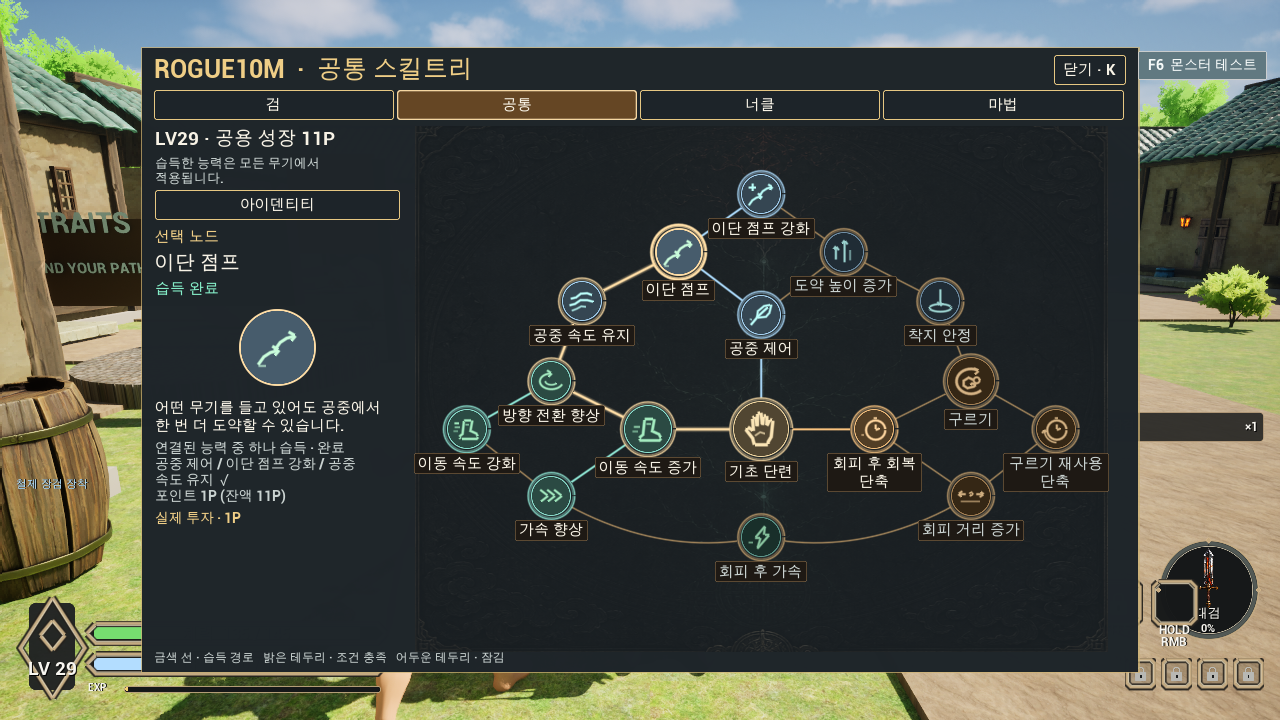 ROGUE10M · 공통 스킬트리
닫기 · K
F6 몬스터 테스트
검
공통
너클
마법
LV29 · 공용 성장 11P
습득한 능력은 모든 무기에서
적용됩니다.
아이덴티티
선택 노드
이단 점프
습득 완료
어떤 무기를 들고 있어도 공중에서
한 번 더 도약할 수 있습니다.
연결된 능력 중 하나 습득 · 완료
공중 제어 / 이단 점프 강화 / 공중
속도 유지 √
포인트 1P (잔액 11P)
실제 투자 · 1P
이단 점프 강화
이단 점프
도약 높이 증가
공중 속도 유지
공중 제어
착지 안정
방향 전환 향상
구르기
이동 속도 강화
이동 속도 증가
기초 단련
회피 후 회복
단축
구르기 재사용
단축
가속 향상
회피 거리 증가
회피 후 가속
금색 선 · 습득 경로 밝은 테두리 · 조건 충족 어두운 테두리 · 잠김
TRAITS
ND YOUR PATH
철제 장검 장착
×1
대검
0%
HOLD
RMB
LV 29
EXP